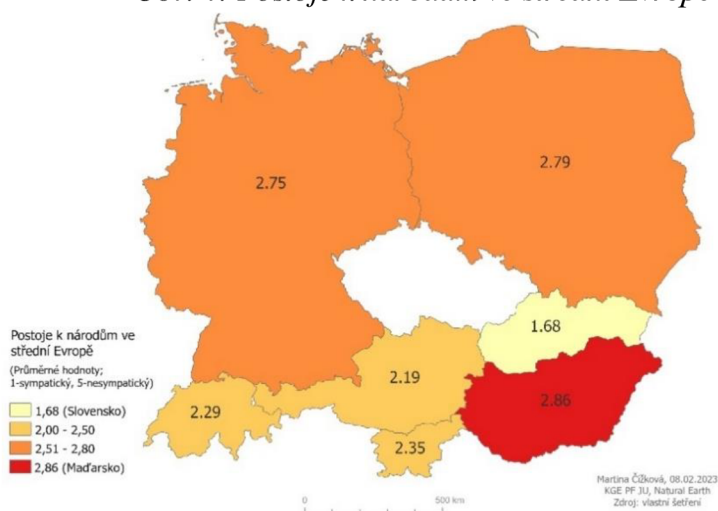 2.75
2.79
1.68
2.19
2.86
2.29
2.35
Postoje k národům ve
střední Evropě
(Průměrné hodnoty;
1-sympatický, 5-nesympatický)
1,68 (Slovensko)
2,00 - 2,50
2,51 - 2,80
2,86 (Maďarsko)
0 500 km
Martina Čížková, 08.02.2023
KGE PF JU, Natural Earth
Zdroj: vlastní šetření